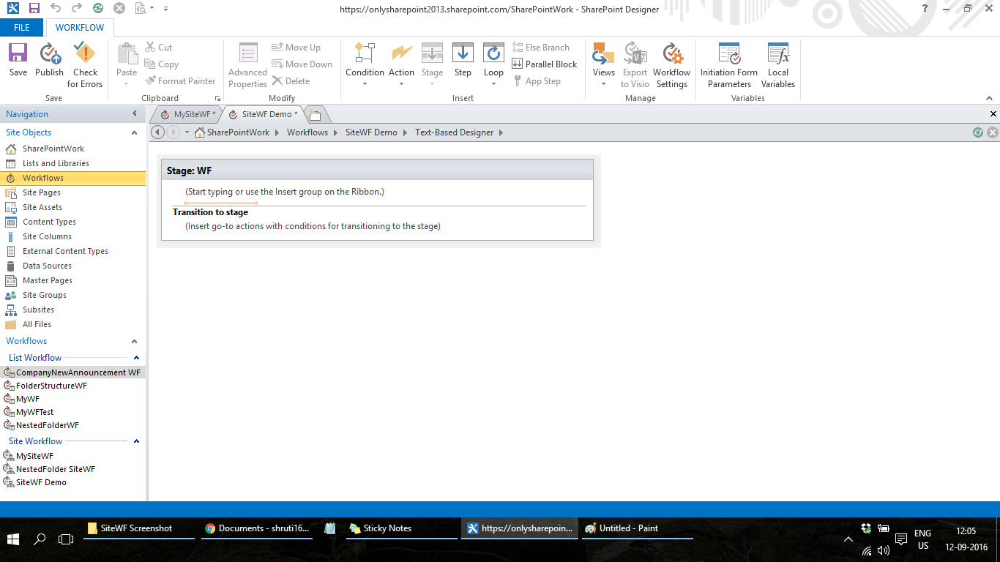 https://onlysharepoint2013.sharepoint.com/SharePointWork - SharePoint Designer
?
FILE
WORKFLOW
Save
Publish
Check
for Errors
Paste
Cut
Copy
Format Painter
Advanced
Properties
Move Up
Move Down
Delete
Condition
Action
Stage
Step
Loop
Else Branch
Parallel Block
App Step
Views
Export
to Visio
Workflow
Settings
Initiation Form
Parameters
Local
Variables
Save
Clipboard
Modify
Insert
Manage
Variables
Navigation
MySiteWF *
SiteWF Demo *
SharePointWork
Workflows
SiteWF Demo
Text-Based Designer
Site Objects
SharePointWork
Lists and Libraries
Workflows
Site Pages
Site Assets
Content Types
Site Columns
External Content Types
Data Sources
Master Pages
Site Groups
Subsites
All Files
Workflows
List Workflow
CompanyNewAnnouncement WF
FolderStructureWF
MyWF
MyWFTest
NestedFolderWF
Site Workflow
MySiteWF
NestedFolder SiteWF
SiteWF Demo
Stage: WF
(Start typing or use the Insert group on the Ribbon.)
Transition to stage
(Insert go-to actions with conditions for transitioning to the stage)
SiteWF Screenshot
Documents - shruti16...
Sticky Notes
https://onlysharepoin...
Untitled - Paint
ENG
US
12:05
12-09-2016